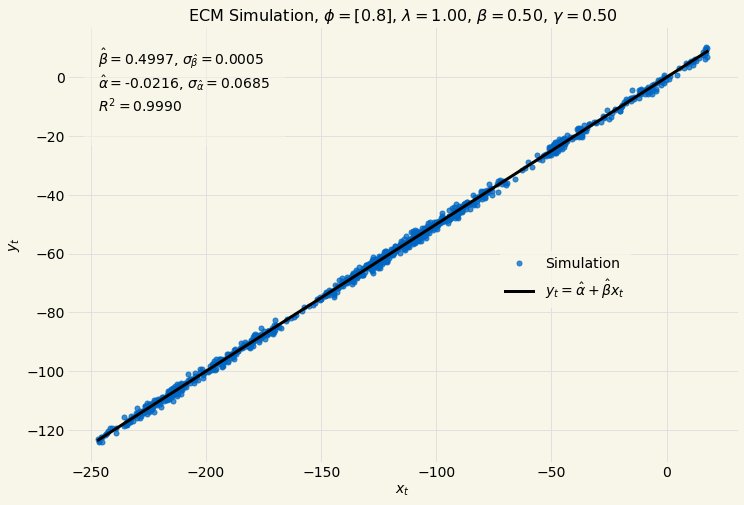 ECM Simulation, ϕ = [0.8], λ = 1.00, β = 0.50, γ = 0.50
β̂ = 0.4997, σ_β̂ = 0.0005
α̂ = -0.0216, σ_α̂ = 0.0685
R² = 0.9990
0
−20
−40
−60
−80
−100
−120
y_t
Simulation
y_t = α̂ + β̂x_t
−250
−200
−150
−100
−50
0
x_t